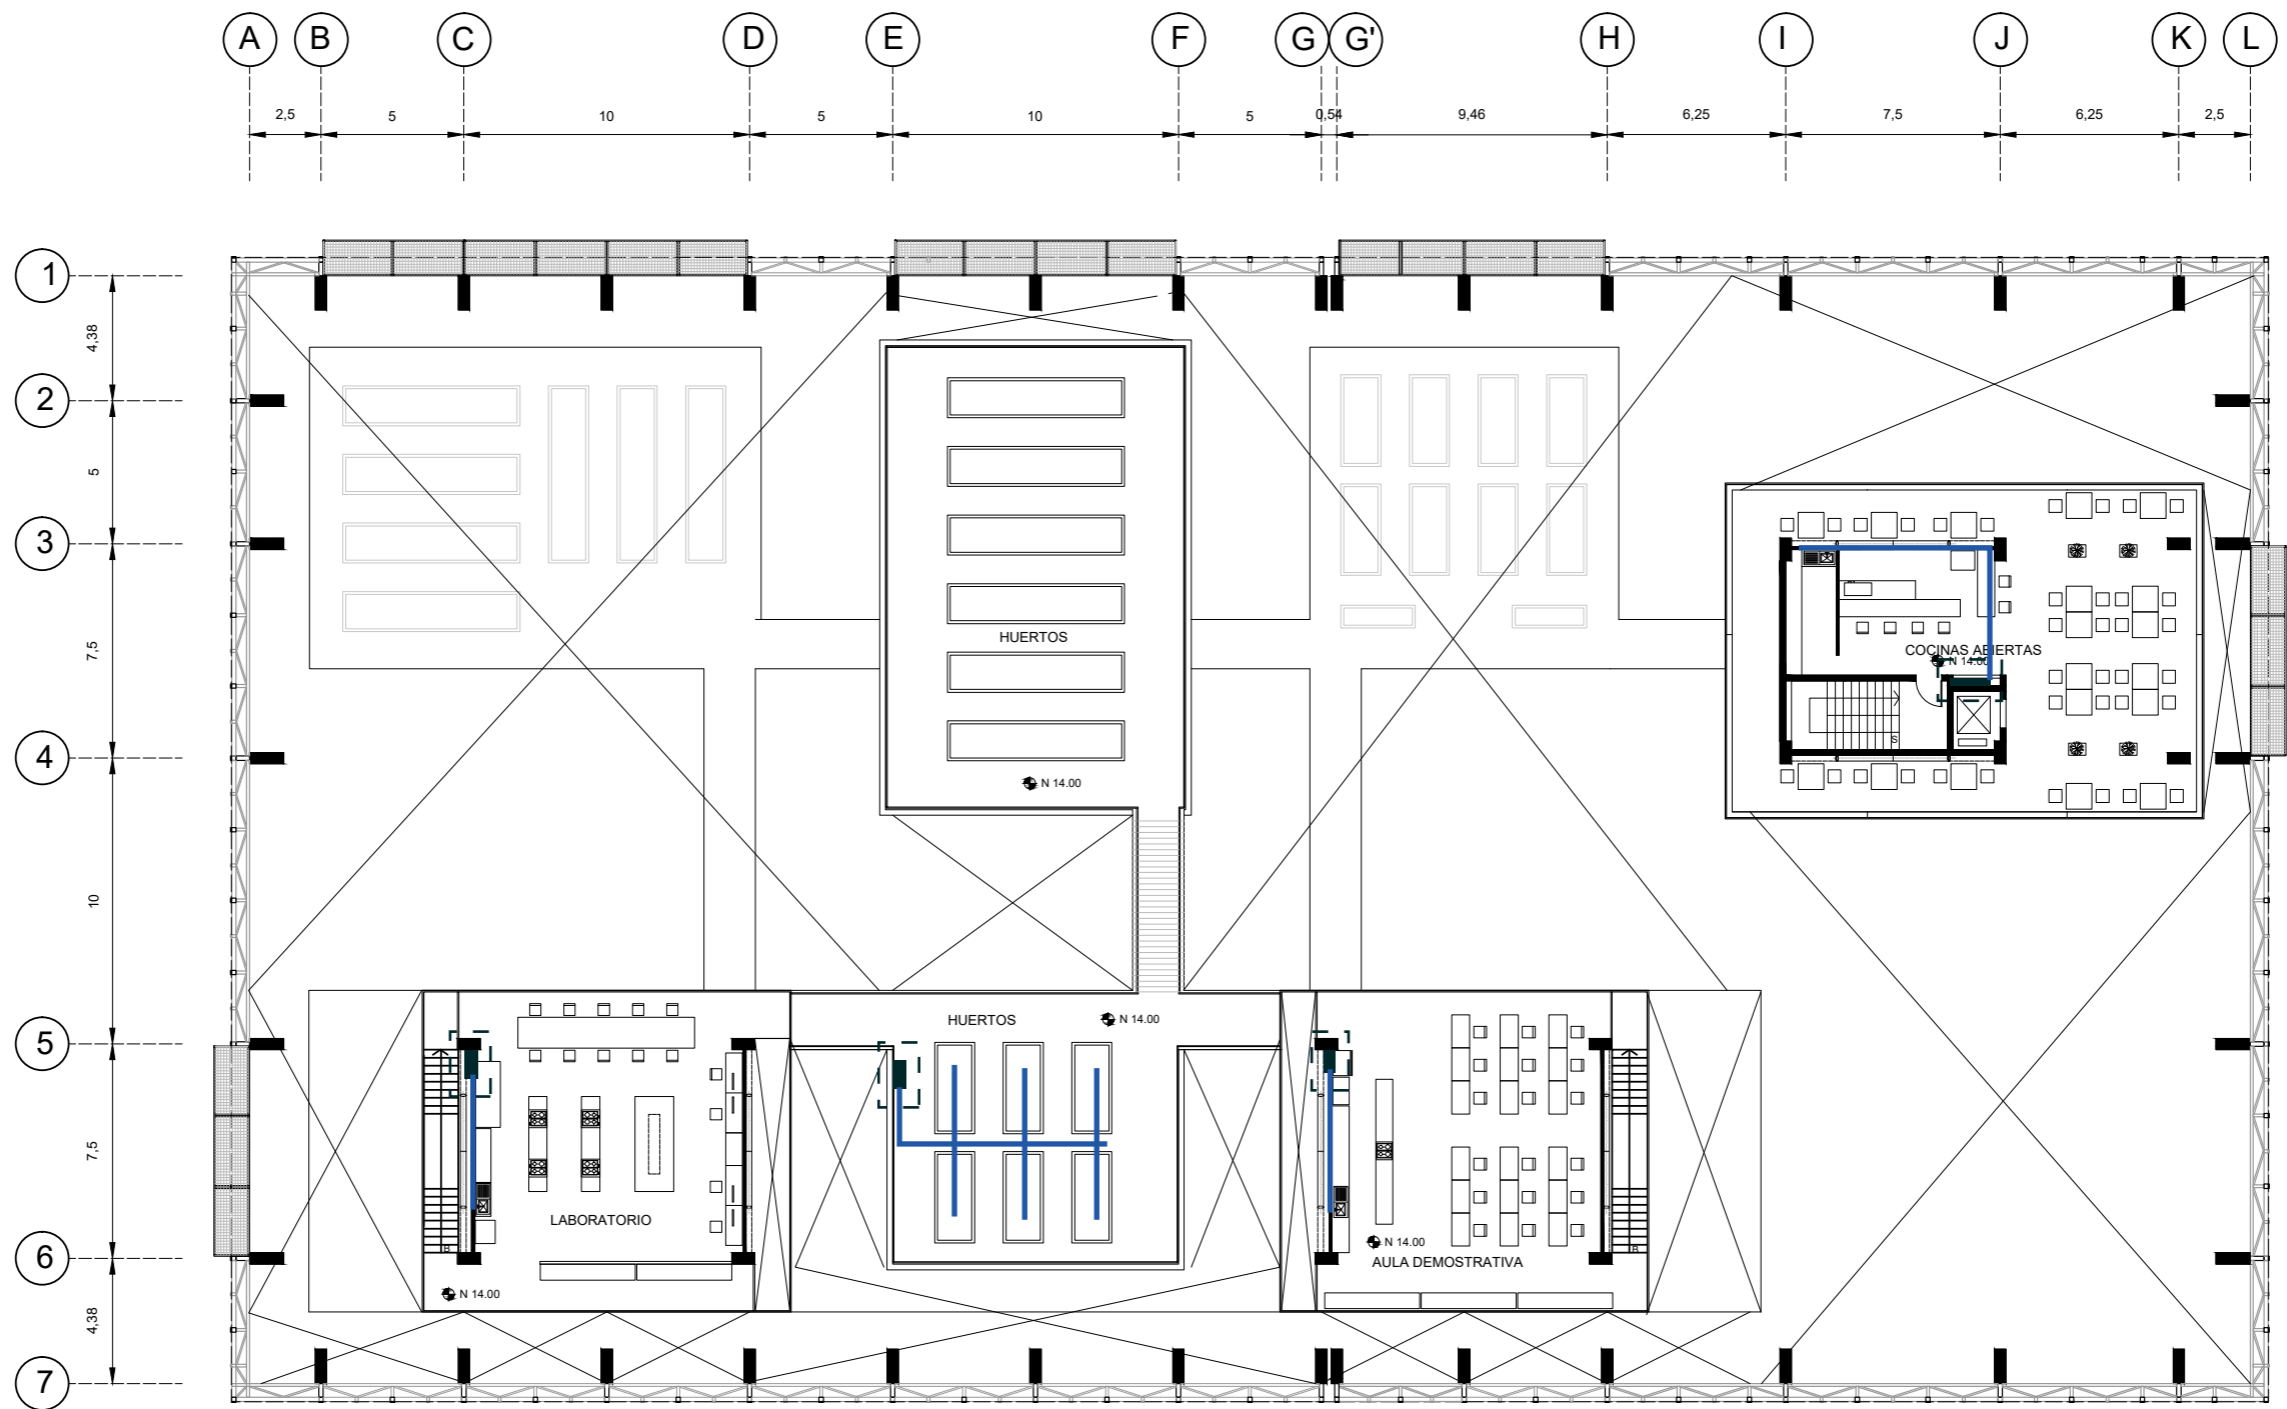 A B C D E F G G' H I J K L
2,5 5 10 5 10 5 0,54 9,46 6,25 7,5 6,25 2,5
1
4,38
2
5
3
7,5
HUERTOS
COCINAS ABIERTAS
N 14.00
4
S
N 14.00
10
HUERTOS
N 14.00
5
7,5
LABORATORIO
N 14.00
AULA DEMOSTRATIVA
B
B
6
N 14.00
4,38
7